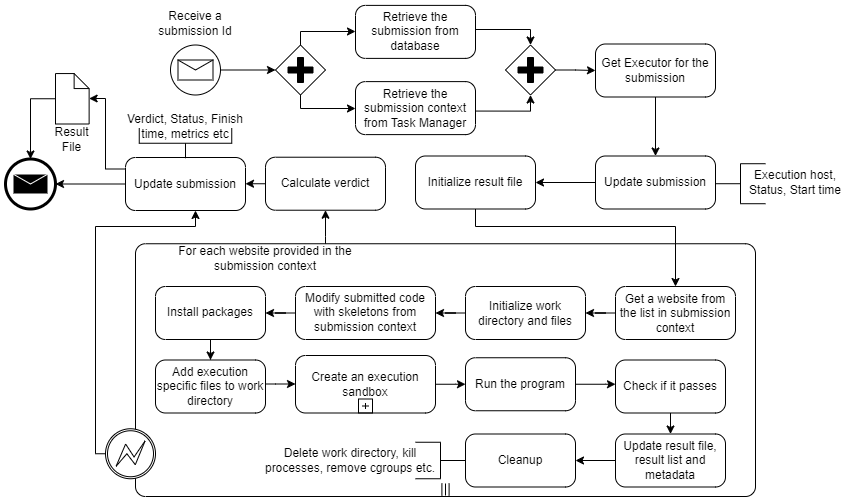 Receive a
submission Id
Retrieve the
submission from
database
Retrieve the
submission context
from Task Manager
Get Executor for the
submission
Result
File
Verdict, Status, Finish
time, metrics etc
Update submission
Calculate verdict
Initialize result file
Update submission
Execution host,
Status, Start time
For each website provided in the
submission context
Install packages
Modify submitted code
with skeletons from
submission context
Initialize work
directory and files
Get a website from
the list in submission
context
Add execution
specific files to work
directory
Create an execution
sandbox
Run the program
Check if it passes
Delete work directory, kill
processes, remove cgroups etc.
Cleanup
Update result file,
result list and
metadata